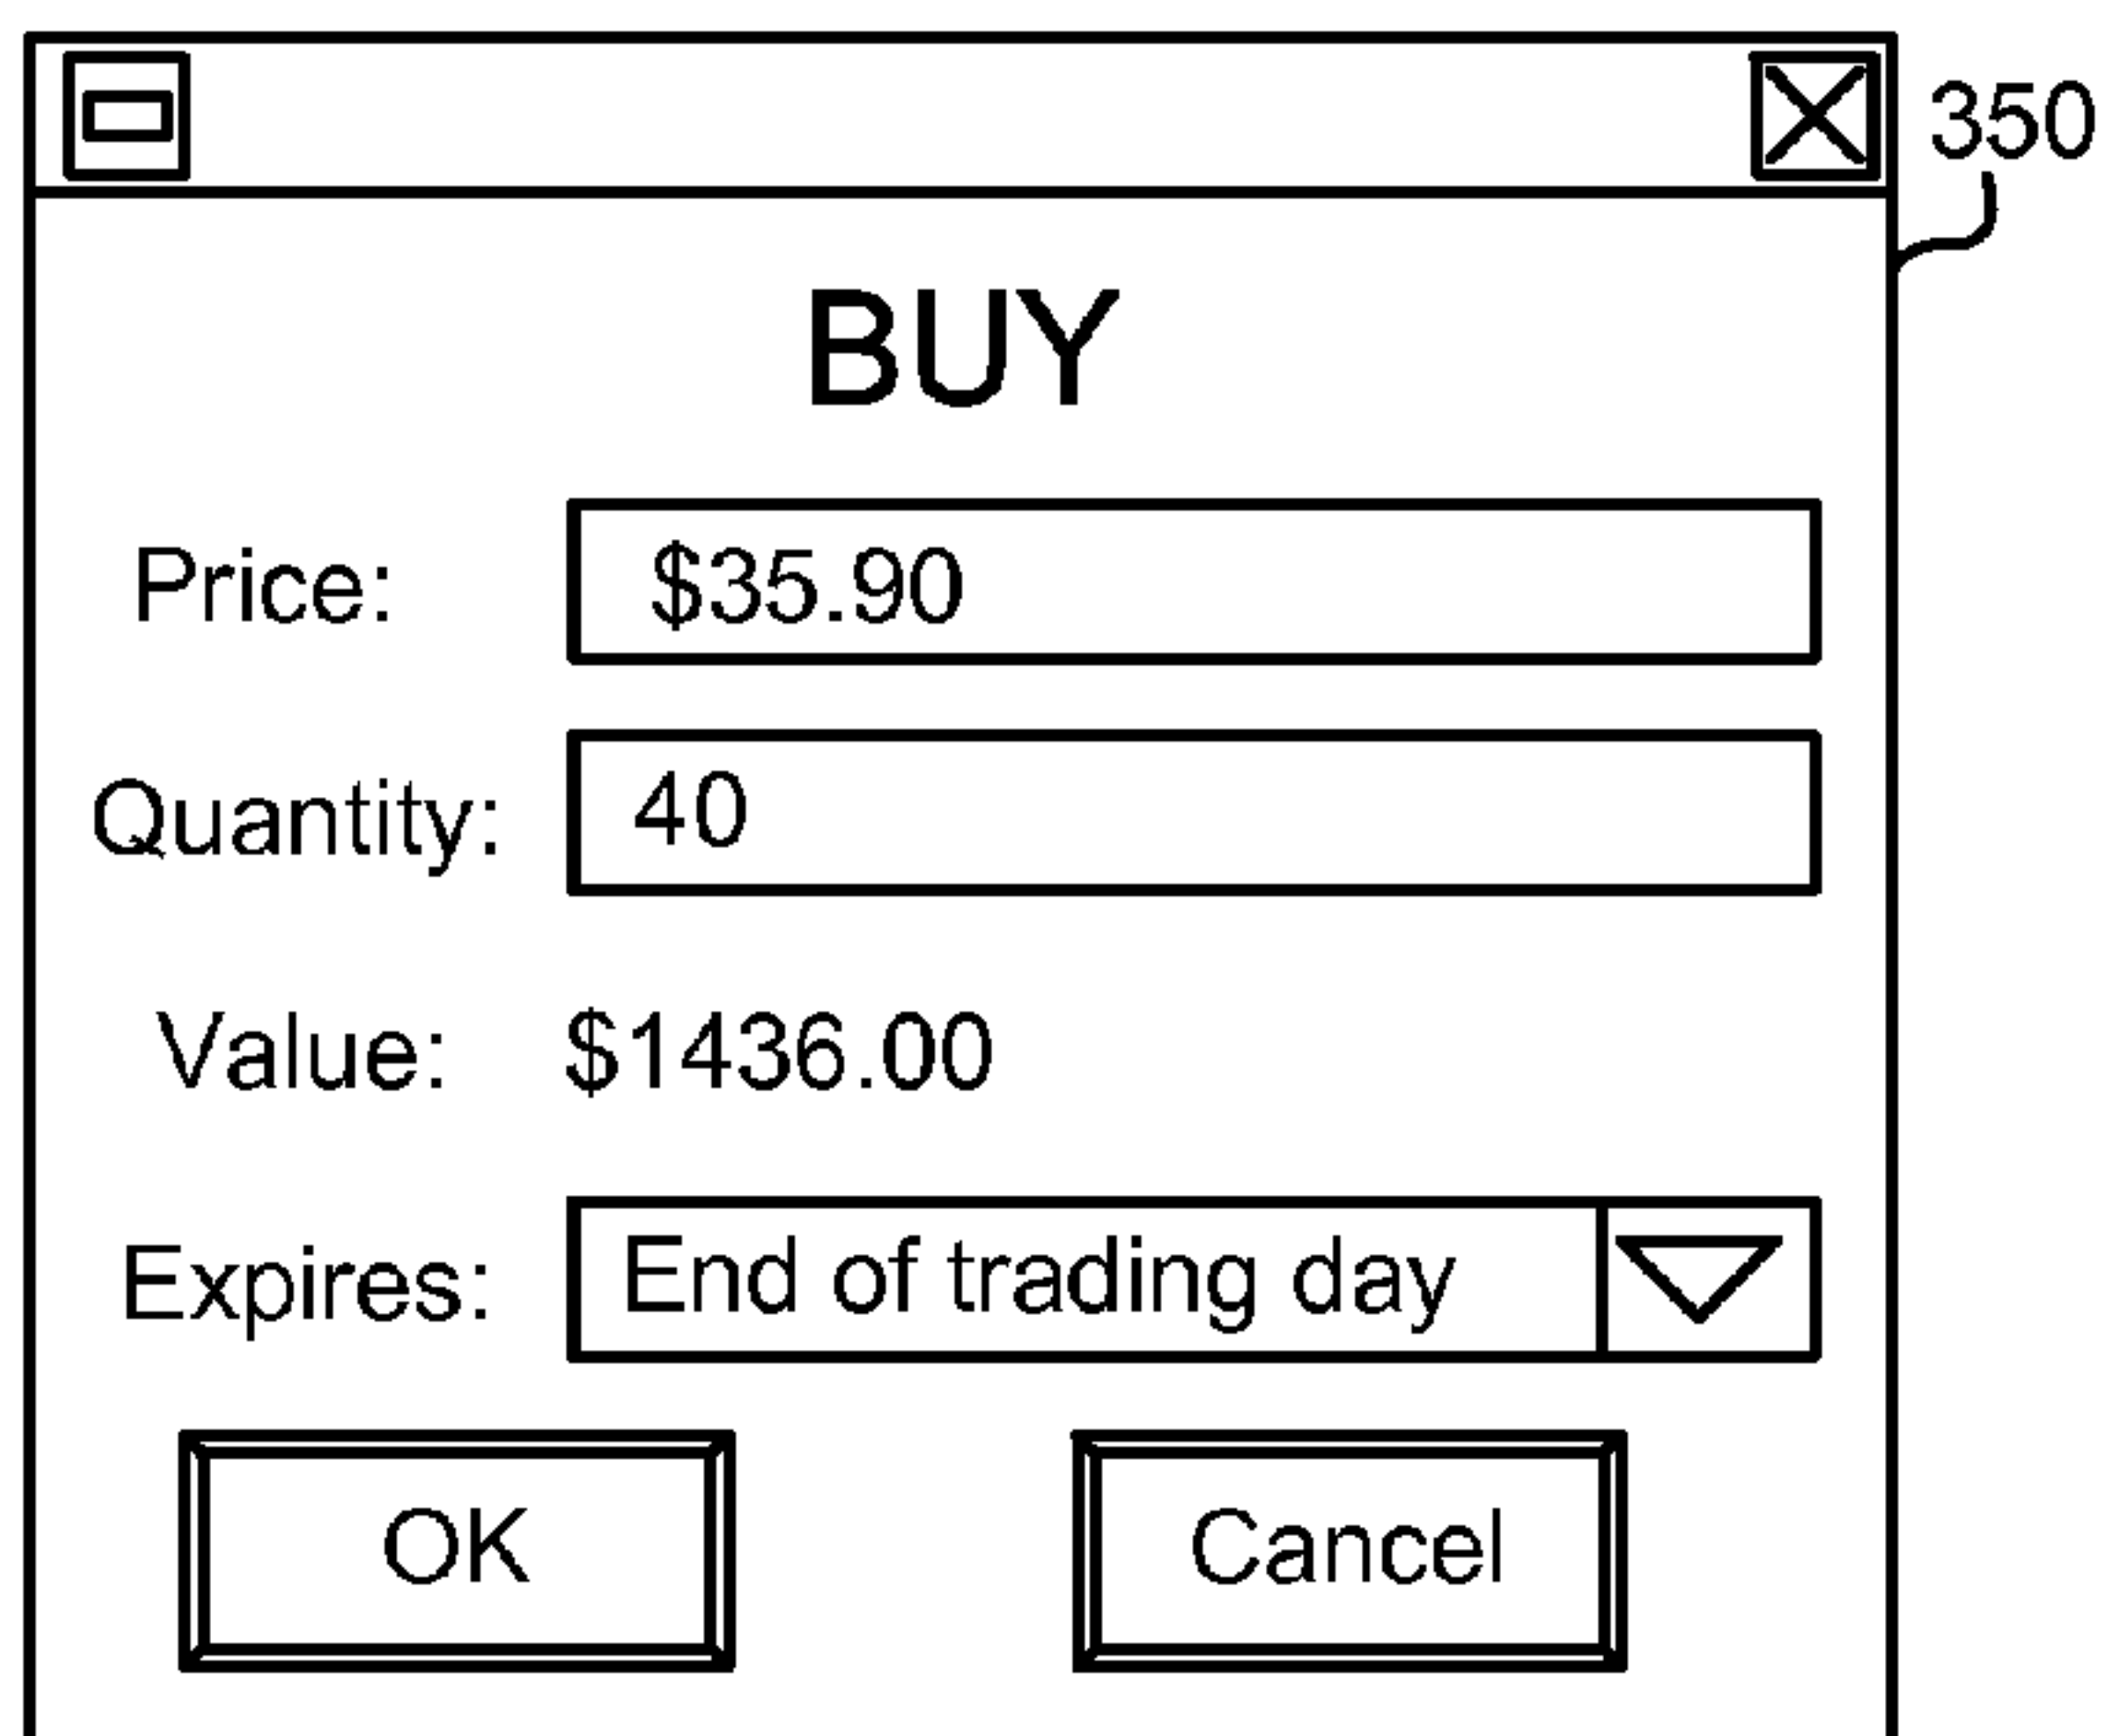 350
BUY
Price: $35.90
Quantity: 40
Value: $1436.00
Expires: End of trading day
OK Cancel